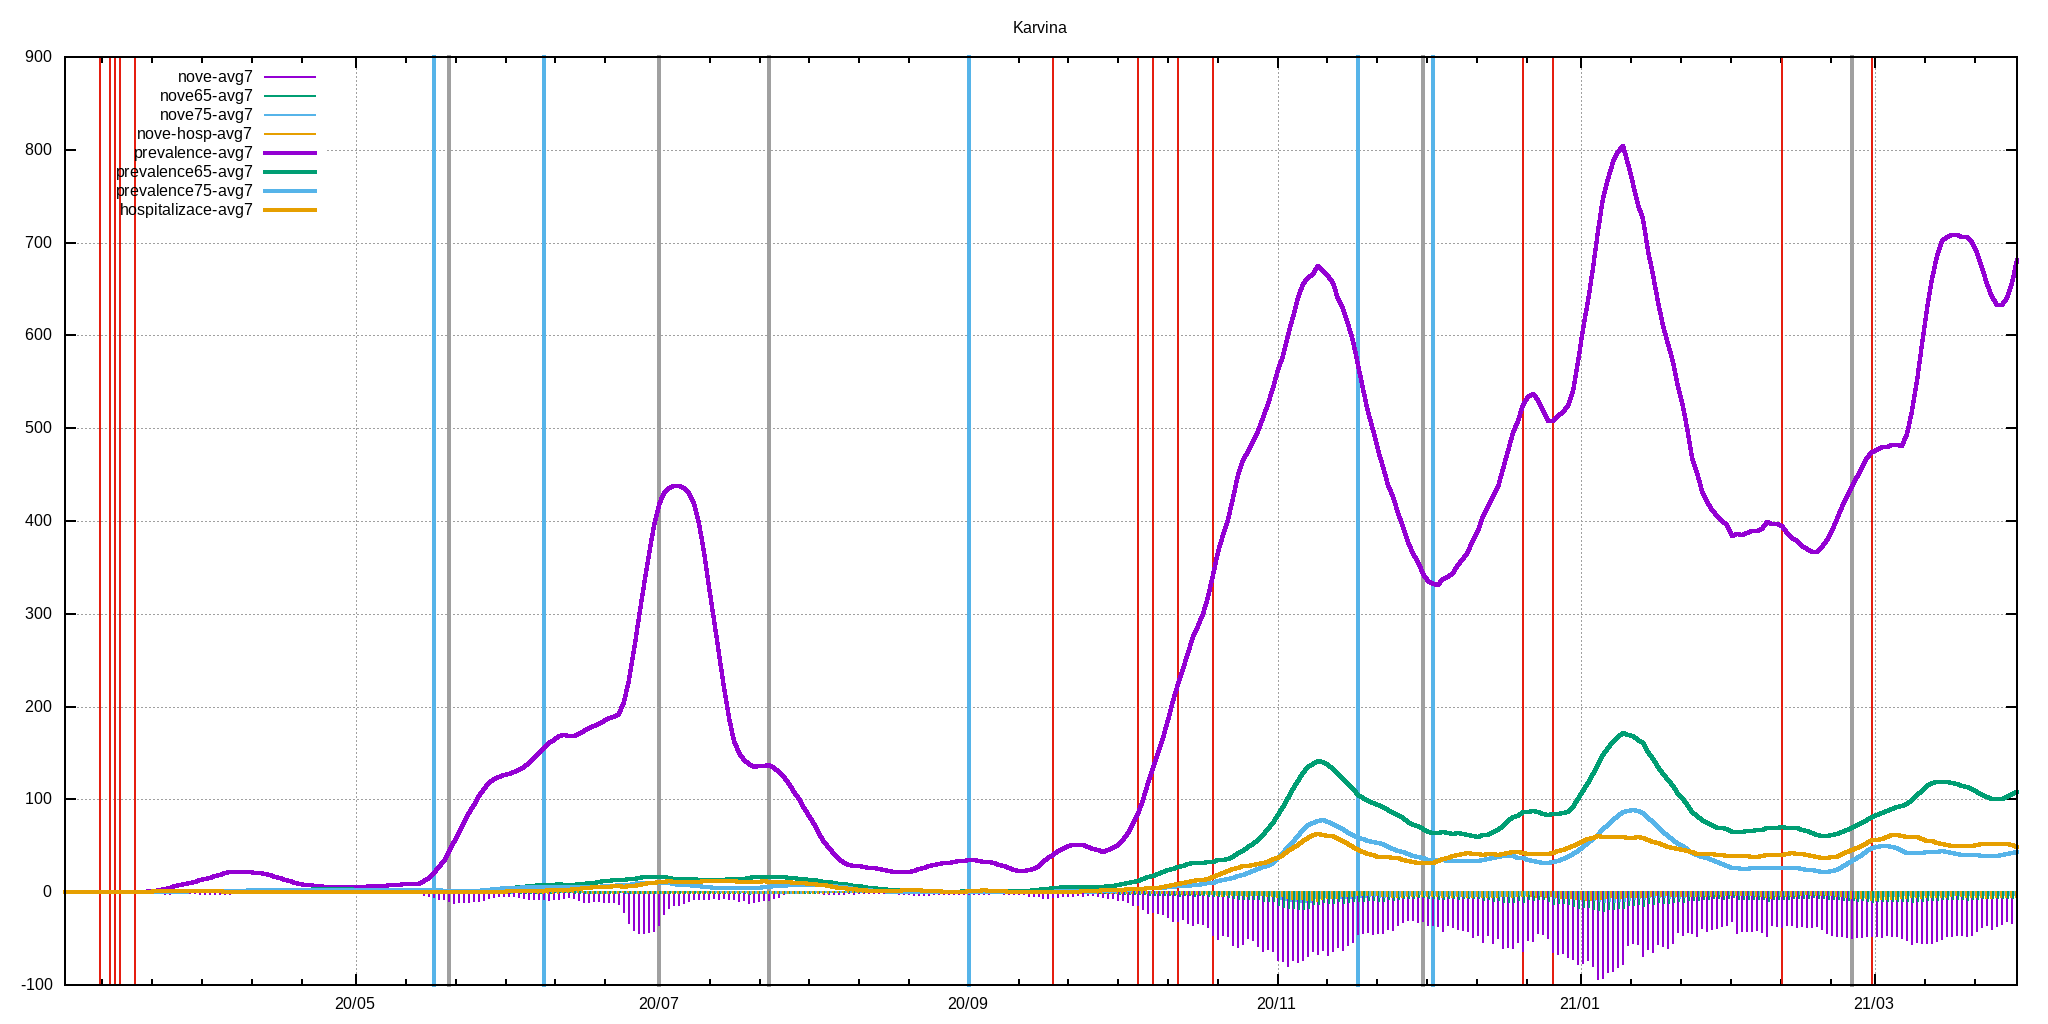 Karvina
900
800
700
600
500
400
300
200
100
0
-100
nove-avg7
nove65-avg7
nove75-avg7
nove-hosp-avg7
prevalence-avg7
prevalence65-avg7
prevalence75-avg7
hospitalizace-avg7
20/05 20/07 20/09 20/11 21/01 21/03